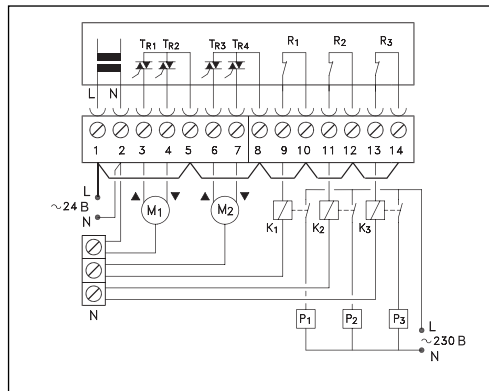 TR1 TR2 TR3 TR4 R1 R2 R3
L N
1 2 3 4 5 6 7 8 9 10 11 12 13 14
L
~24 В
N
M1 M2
K1 K2 K3
N
P1 P2 P3
L
~230 В
N